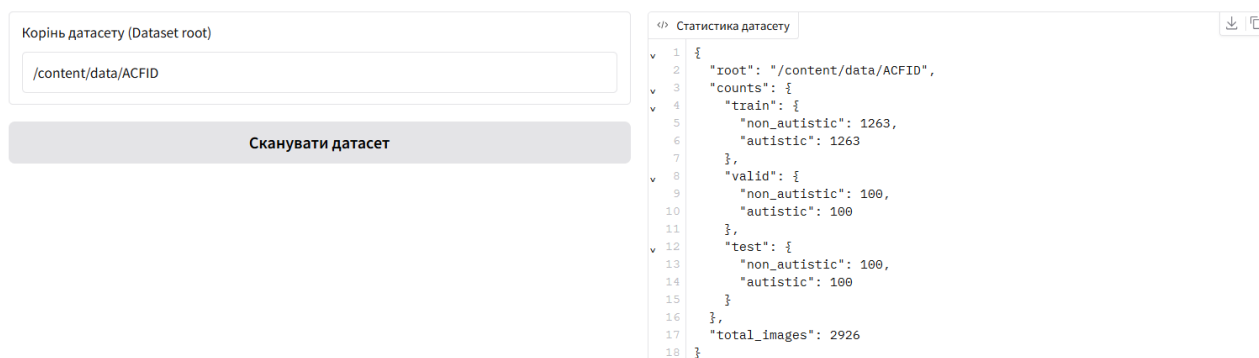 Корінь датасету (Dataset root)
/content/data/ACFID
Сканувати датасет
Статистика датасету
1 {
2 "root": "/content/data/ACFID",
3 "counts": {
4 "train": {
5 "non_autistic": 1263,
6 "autistic": 1263
7 },
8 "valid": {
9 "non_autistic": 100,
10 "autistic": 100
11 },
12 "test": {
13 "non_autistic": 100,
14 "autistic": 100
15 }
16 },
17 "total_images": 2926
18 }